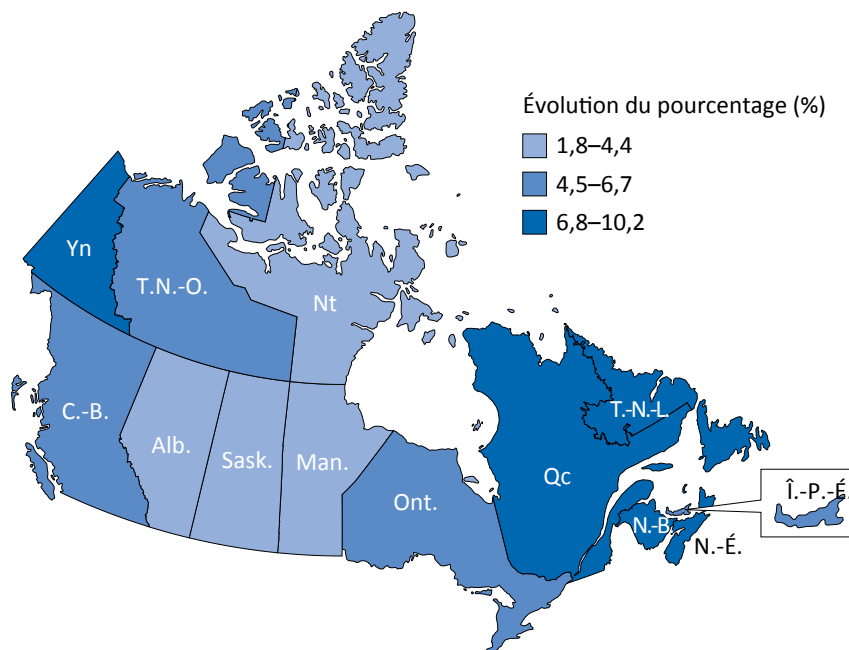 Évolution du pourcentage (%)
1,8–4,4
4,5–6,7
6,8–10,2
Yn
T.N.-O.
Nt
C.-B.
Alb.
Sask.
Man.
Ont.
Qc
T.-N.-L.
Î.-P.-É.
N.-B
N.-É.